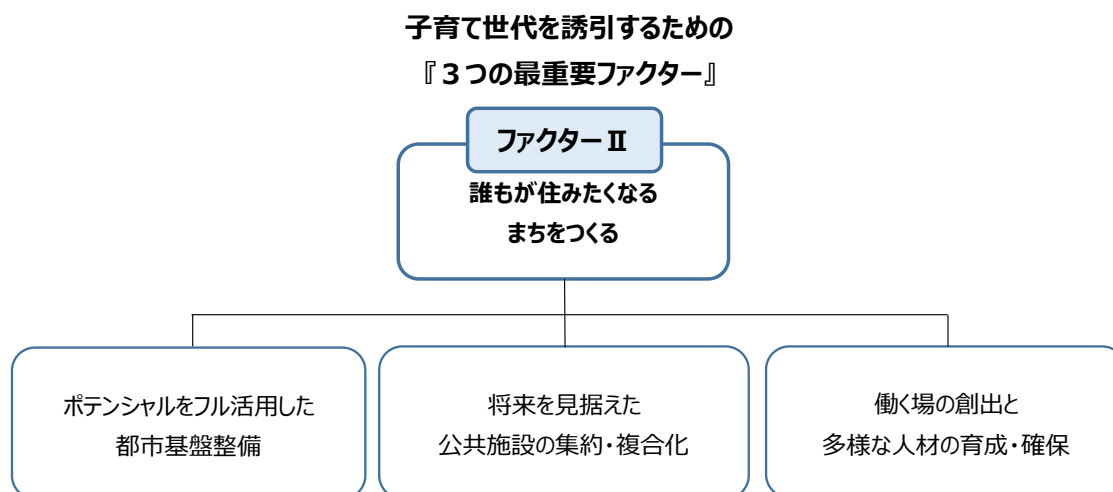 子育て世代を誘引するための
『３つの最重要ファクター』
ファクターⅡ
誰もが住みたくなる
まちをつくる
ポテンシャルをフル活用した
都市基盤整備
将来を見据えた
公共施設の集約・複合化
働く場の創出と
多様な人材の育成・確保